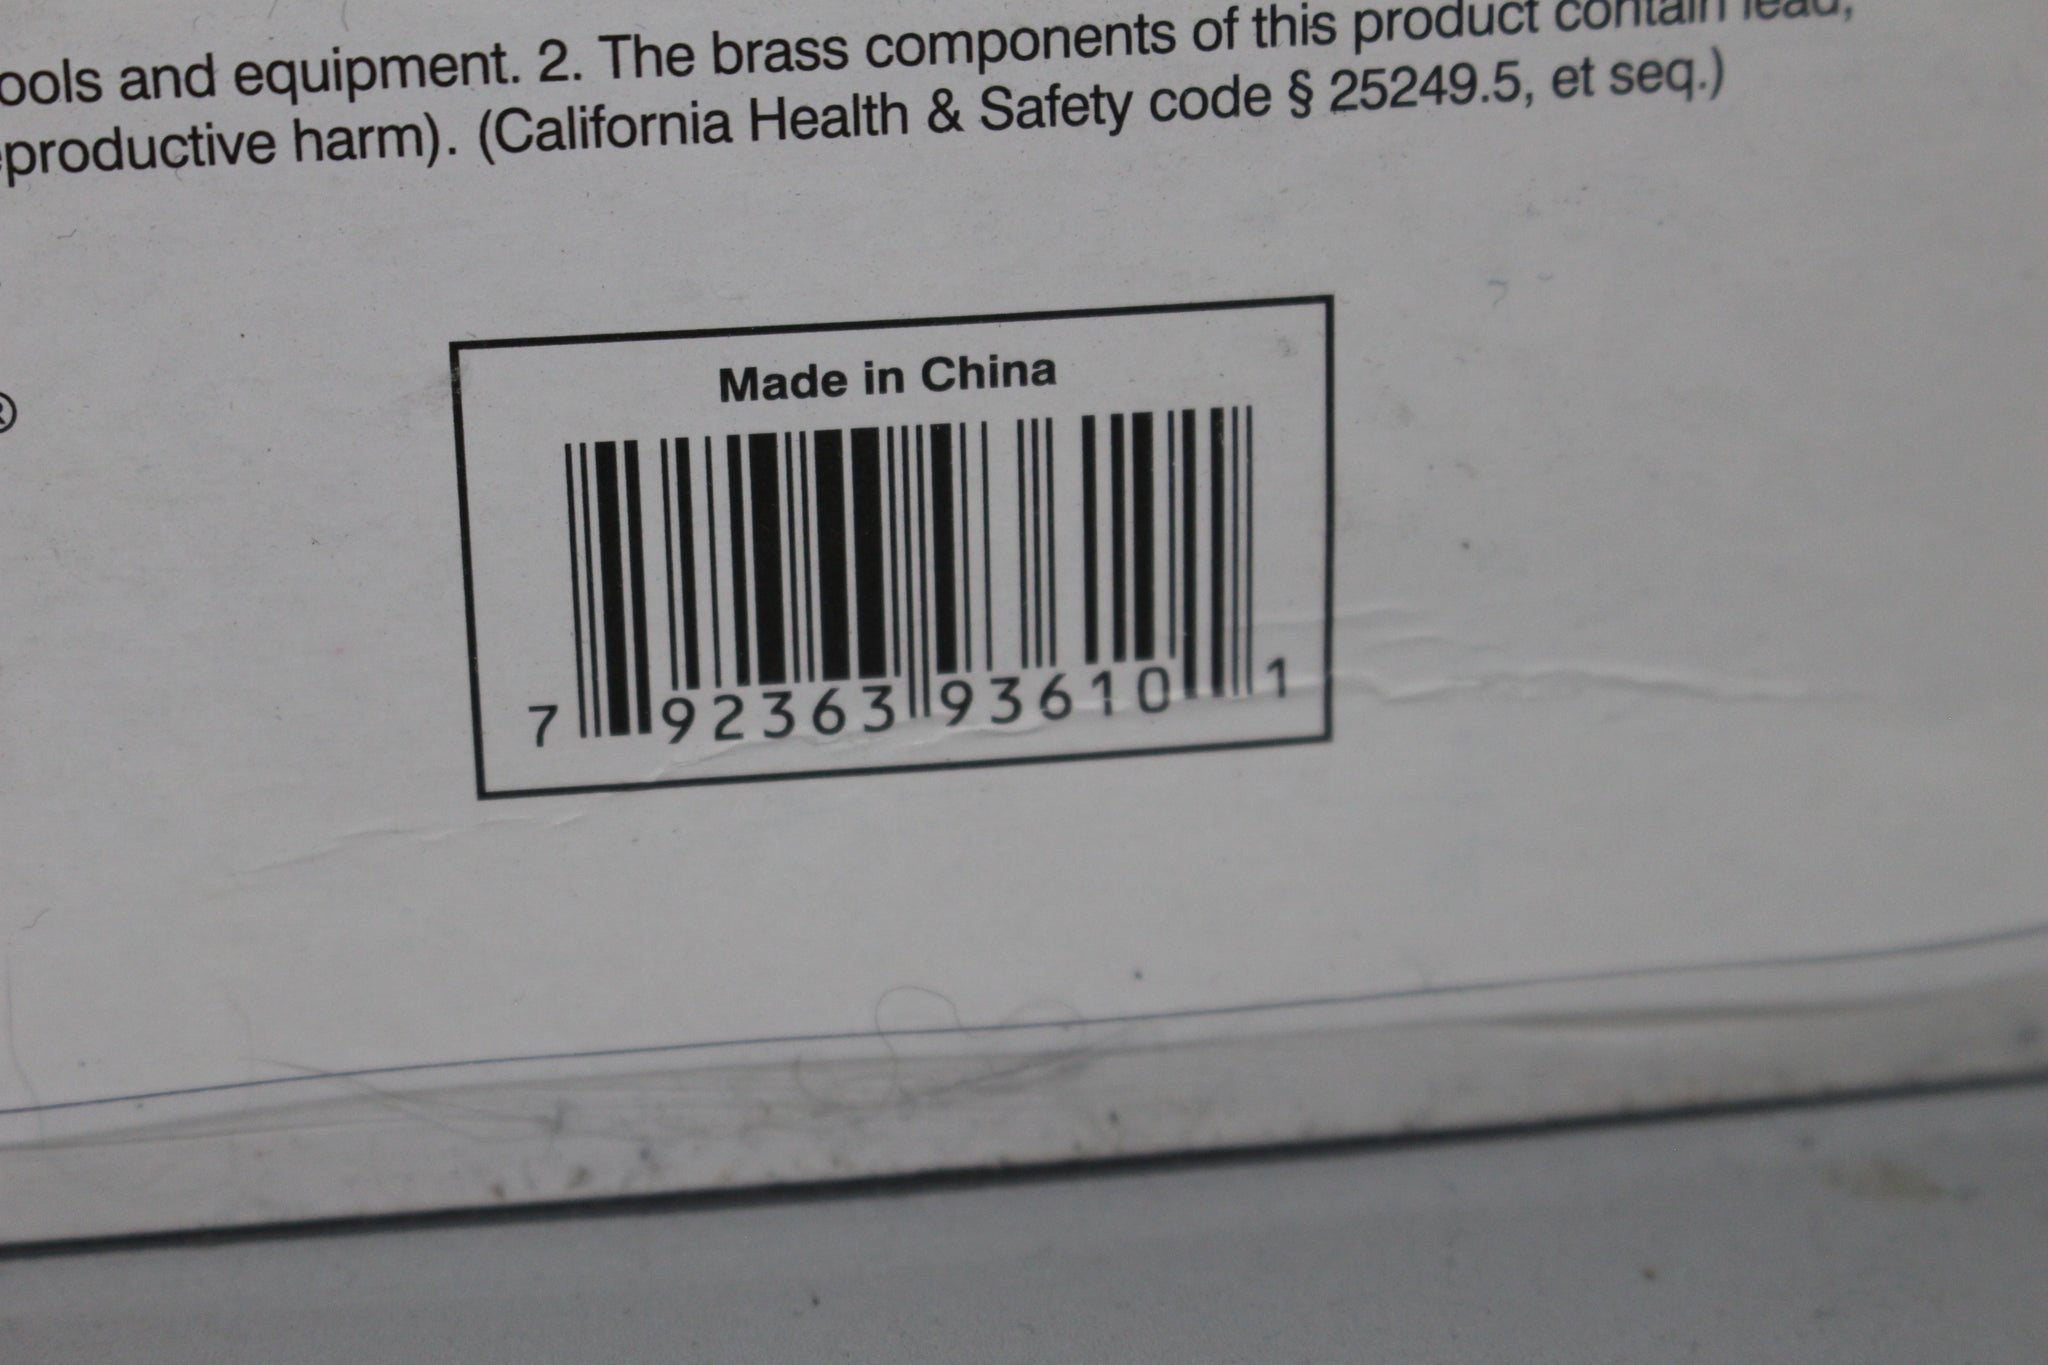 ools and equipment. 2. The brass components of this product contain lead,
eproductive harm). (California Health & Safety code § 25249.5, et seq.)
®
Made in China
7 92363 93610 1